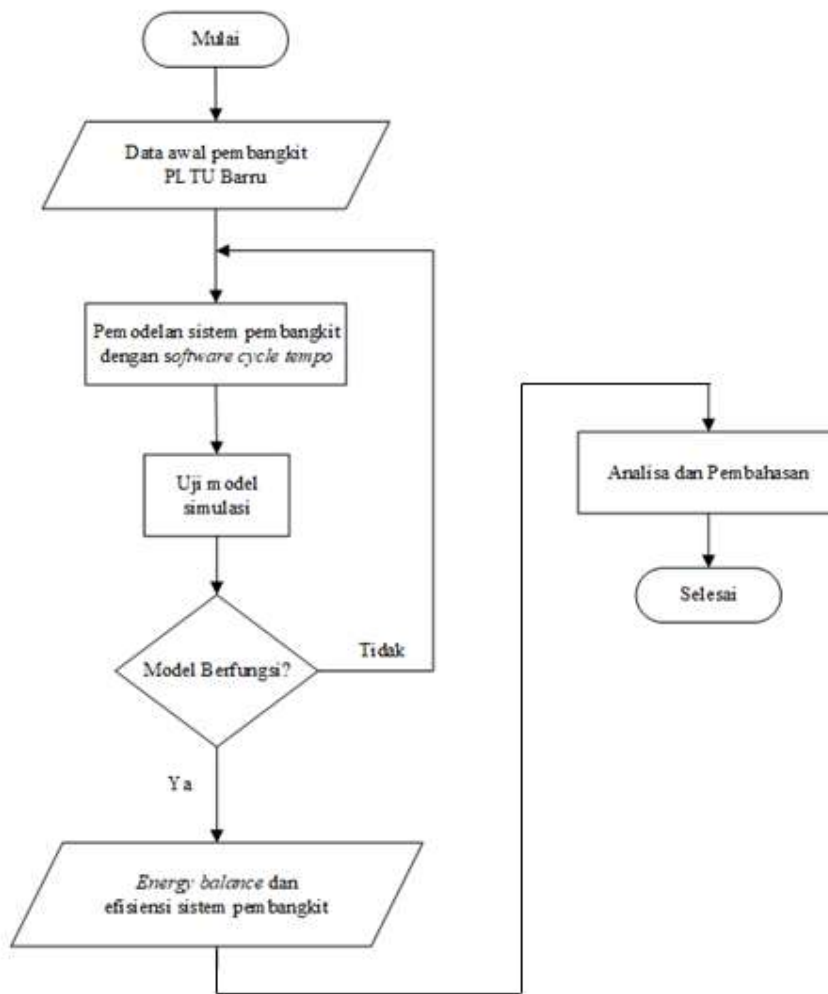 Mulai
Data awal pembangkit
PLTU Barru
Pemodelan sistem pembangkit
dengan software cycle tempo
Uji model
simulasi
Model Berfungsi?
Tidak
Ya
Energy balance dan
efisiensi sistem pembangkit
Analisa dan Pembahasan
Selesai